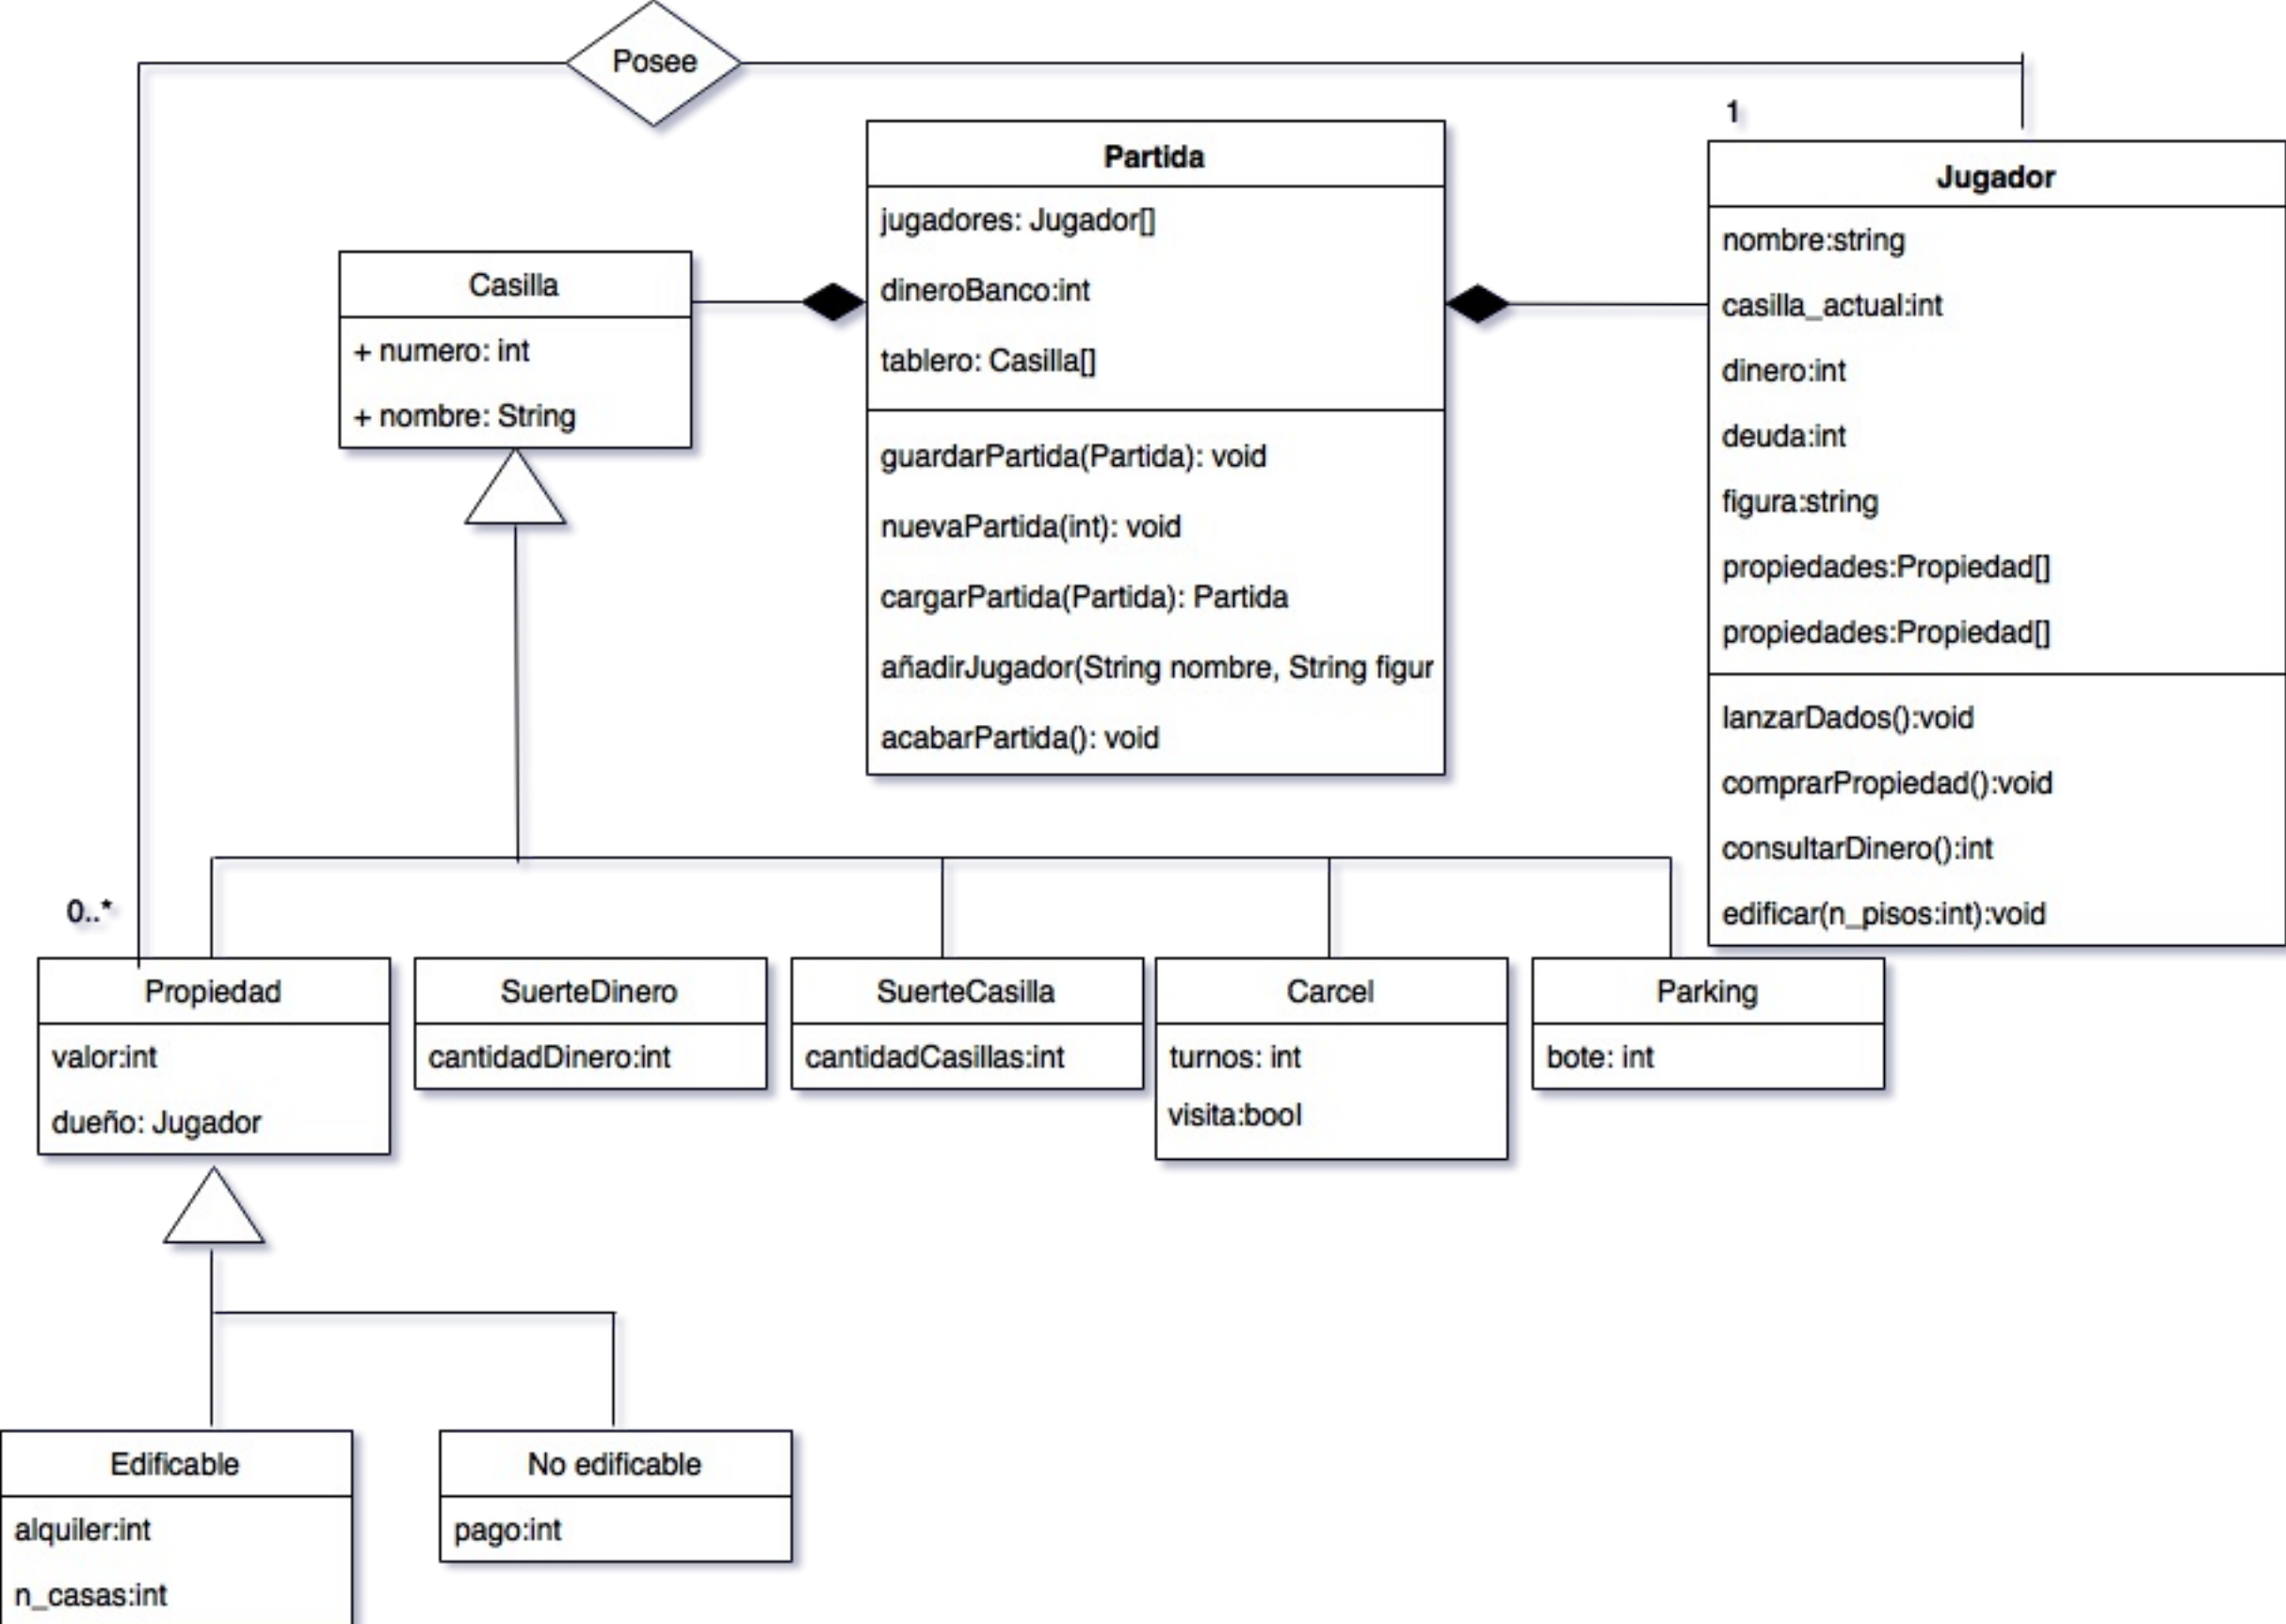 Posee
1
Partida
jugadores: Jugador[]
dineroBanco:int
tablero: Casilla[]
guardarPartida(Partida): void
nuevaPartida(int): void
cargarPartida(Partida): Partida
añadirJugador(String nombre, String figur
acabarPartida(): void
Jugador
nombre:string
casilla_actual:int
dinero:int
deuda:int
figura:string
propiedades:Propiedad[]
propiedades:Propiedad[]
lanzarDados():void
comprarPropiedad():void
consultarDinero():int
edificar(n_pisos:int):void
Casilla
+ numero: int
+ nombre: String
0..*
Propiedad
valor:int
dueño: Jugador
SuerteDinero
cantidadDinero:int
SuerteCasilla
cantidadCasillas:int
Carcel
turnos: int
visita:bool
Parking
bote: int
Edificable
alquiler:int
n_casas:int
No edificable
pago:int